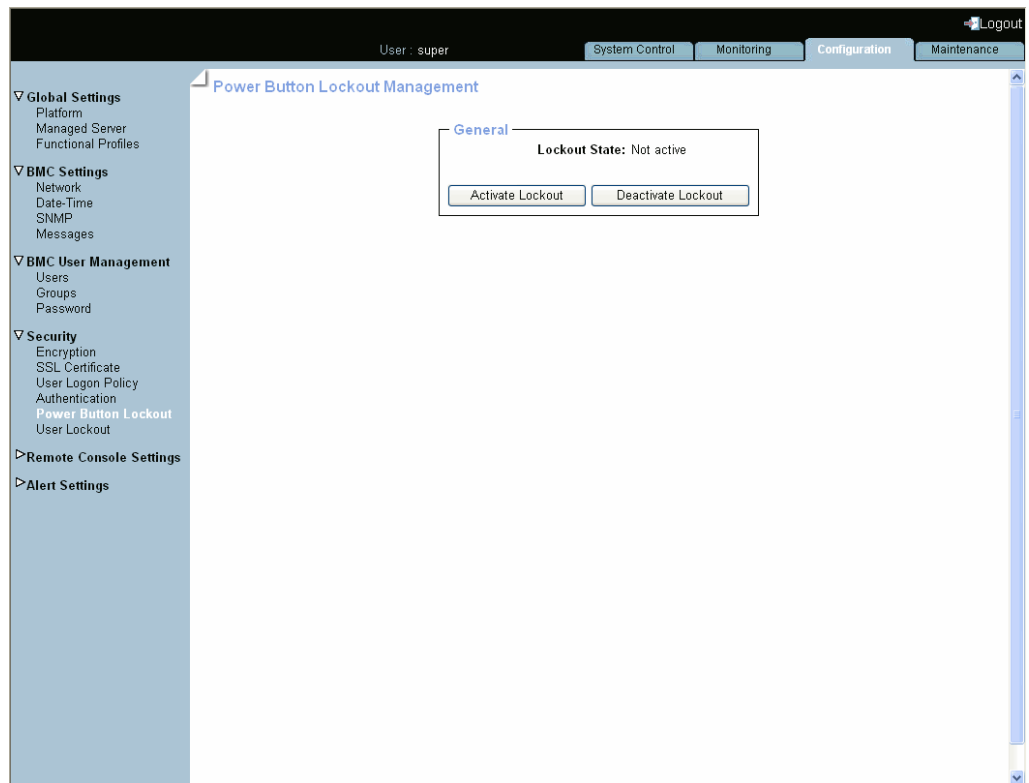 Logout
User : super
System Control
Monitoring
Configuration
Maintenance
Global Settings
Platform
Managed Server
Functional Profiles
BMC Settings
Network
Date-Time
SNMP
Messages
BMC User Management
Users
Groups
Password
Security
Encryption
SSL Certificate
User Logon Policy
Authentication
Power Button Lockout
User Lockout
Remote Console Settings
Alert Settings
Power Button Lockout Management
General
Lockout State: Not active
Activate Lockout
Deactivate Lockout